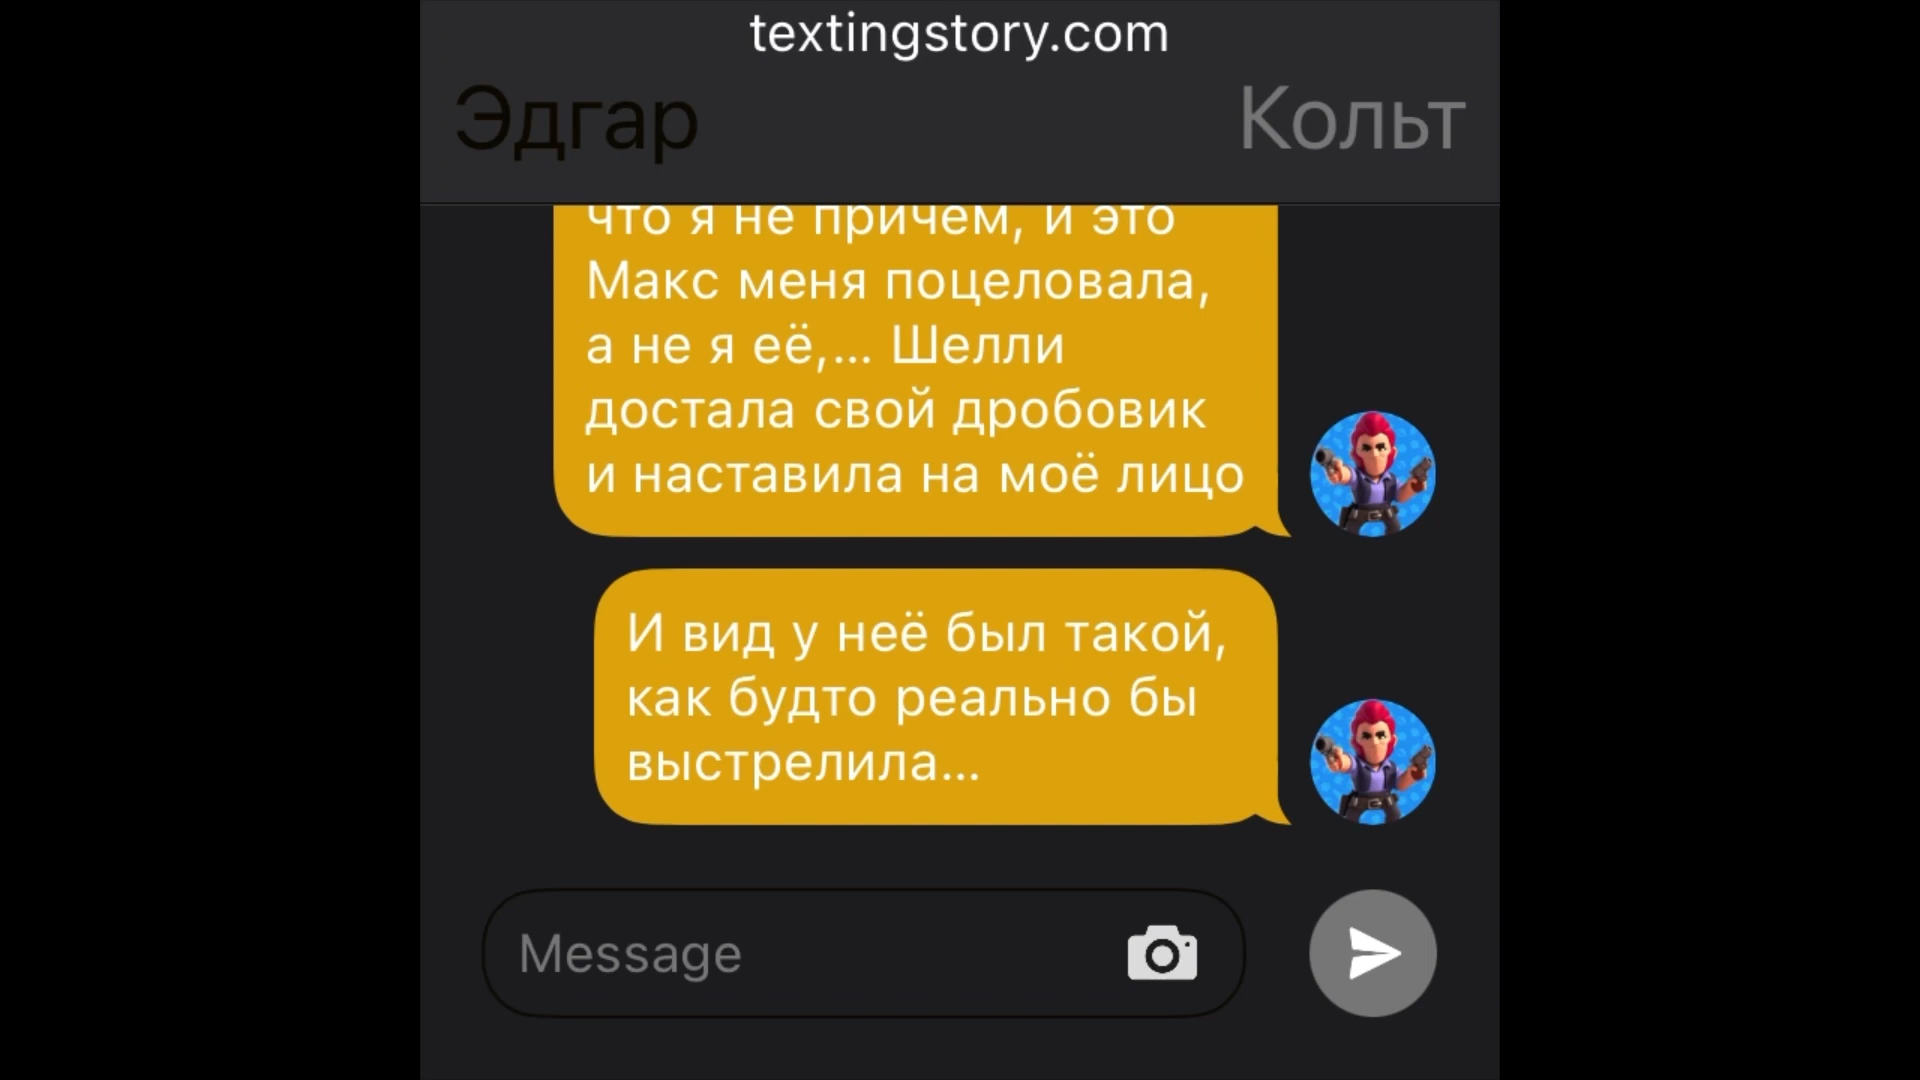 textingstory.com
Эдгар
Кольт
что я не причем, и это
Макс меня поцеловала,
а не я её,... Шелли
достала свой дробовик
и наставила на моё лицо
И вид у неё был такой,
как будто реально бы
выстрелила...
Message